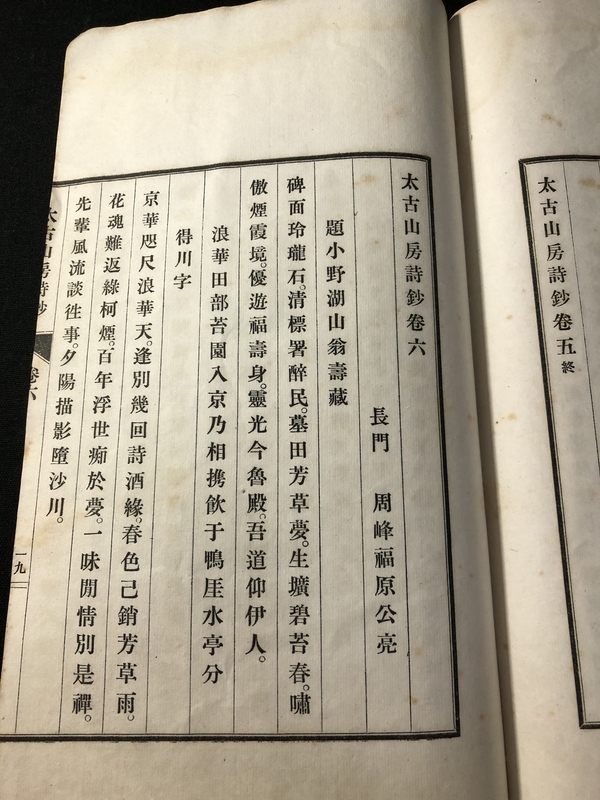 太古山房詩鈔卷五終
太古山房詩鈔卷六
長門　周峰福原公亮
題小野湖山翁壽藏
碑面玲瓏石。清標署醉民。墓田芳草夢。生壙碧苔春。嘯
傲煙霞境。優遊福壽身。靈光今魯殿。吾道仰伊人。
浪華田部苔園入京乃相携飮于鴨厓水亭分
得川字
京華咫尺浪華天。逢別幾回詩酒緣。春色已銷芳草雨。
花魂難返綠柯煙。百年浮世痴於夢。一味閒情別是禪。
先輩風流談徃事。夕陽描影墮沙川。
太古山房詩鈔　卷六　一九